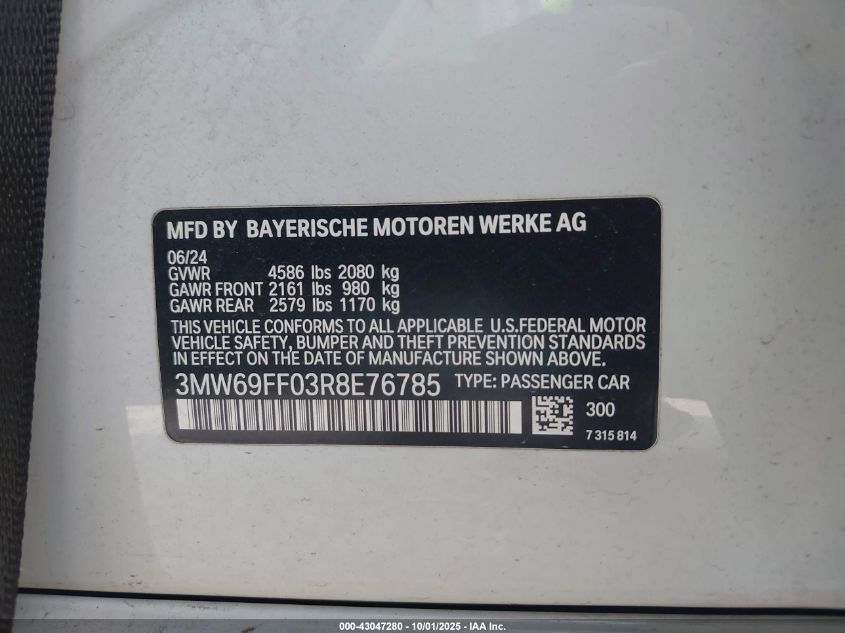 MFD BY BAYERISCHE MOTOREN WERKE AG
06/24
GVWR 4586 lbs 2080 kg
GAWR FRONT 2161 lbs 980 kg
GAWR REAR 2579 lbs 1170 kg
THIS VEHICLE CONFORMS TO ALL APPLICABLE U.S.FEDERAL MOTOR
VEHICLE SAFETY, BUMPER AND THEFT PREVENTION STANDARDS
IN EFFECT ON THE DATE OF MANUFACTURE SHOWN ABOVE.
3MW69FF03R8E76785 TYPE: PASSENGER CAR
300
7 315 814
000-43047280 - 10/01/2025 - IAA Inc.